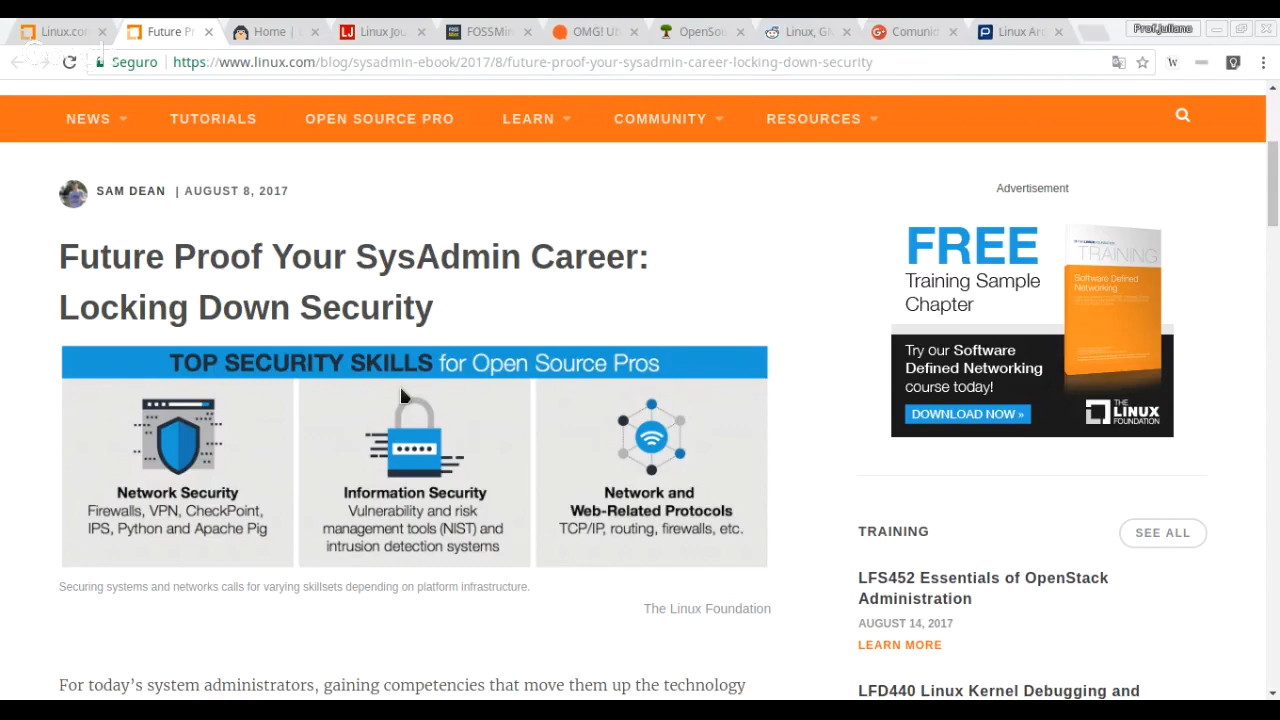 Linux.co
Future Pr
Home | L
Linux Jou
FOSSMin
OMG! Ub
OpenSou
Linux, GN
Comunid
Linux Ar
Prof.Juliano
Seguro
https://www.linux.com/blog/sysadmin-ebook/2017/8/future-proof-your-sysadmin-career-locking-down-security
W
NEWS
TUTORIALS
OPEN SOURCE PRO
LEARN
COMMUNITY
RESOURCES
SAM DEAN | AUGUST 8, 2017
Future Proof Your SysAdmin Career:
Locking Down Security
TOP SECURITY SKILLS for Open Source Pros
Network Security
Firewalls, VPN, CheckPoint,
IPS, Python and Apache Pig
Information Security
Vulnerability and risk
management tools (NIST) and
intrusion detection systems
Network and
Web-Related Protocols
TCP/IP, routing, firewalls, etc.
Securing systems and networks calls for varying skillsets depending on platform infrastructure.
The Linux Foundation
For today’s system administrators, gaining competencies that move them up the technology
Advertisement
FREE
Training Sample
Chapter
TRAINING
Software Defined
Networking
Try our Software
Defined Networking
course today!
DOWNLOAD NOW »
THE
LINUX
FOUNDATION
TRAINING
SEE ALL
LFS452 Essentials of OpenStack
Administration
AUGUST 14, 2017
LEARN MORE
LFD440 Linux Kernel Debugging and